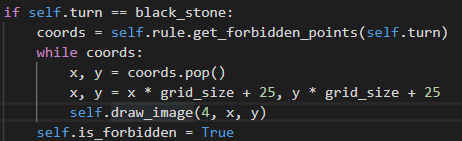 if self.turn == black_stone:
    coords = self.rule.get_forbidden_points(self.turn)
    while coords:
        x, y = coords.pop()
        x, y = x * grid_size + 25, y * grid_size + 25
        self.draw_image(4, x, y)
    self.is_forbidden = True